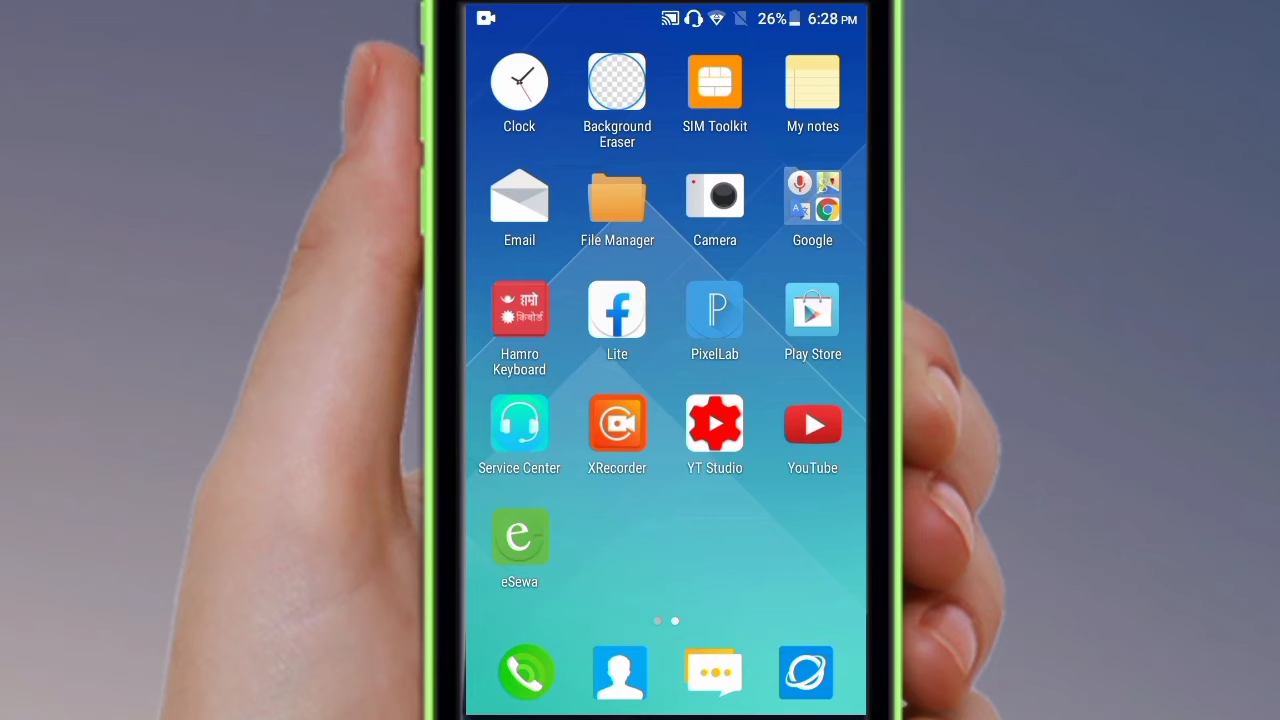 26% 6:28 PM
Clock
Background
Eraser
SIM Toolkit
My notes
Email
File Manager
Camera
Google
हाम्रो
किबोर्ड
Hamro
Keyboard
Lite
PixelLab
Play Store
Service Center
XRecorder
YT Studio
YouTube
e
eSewa